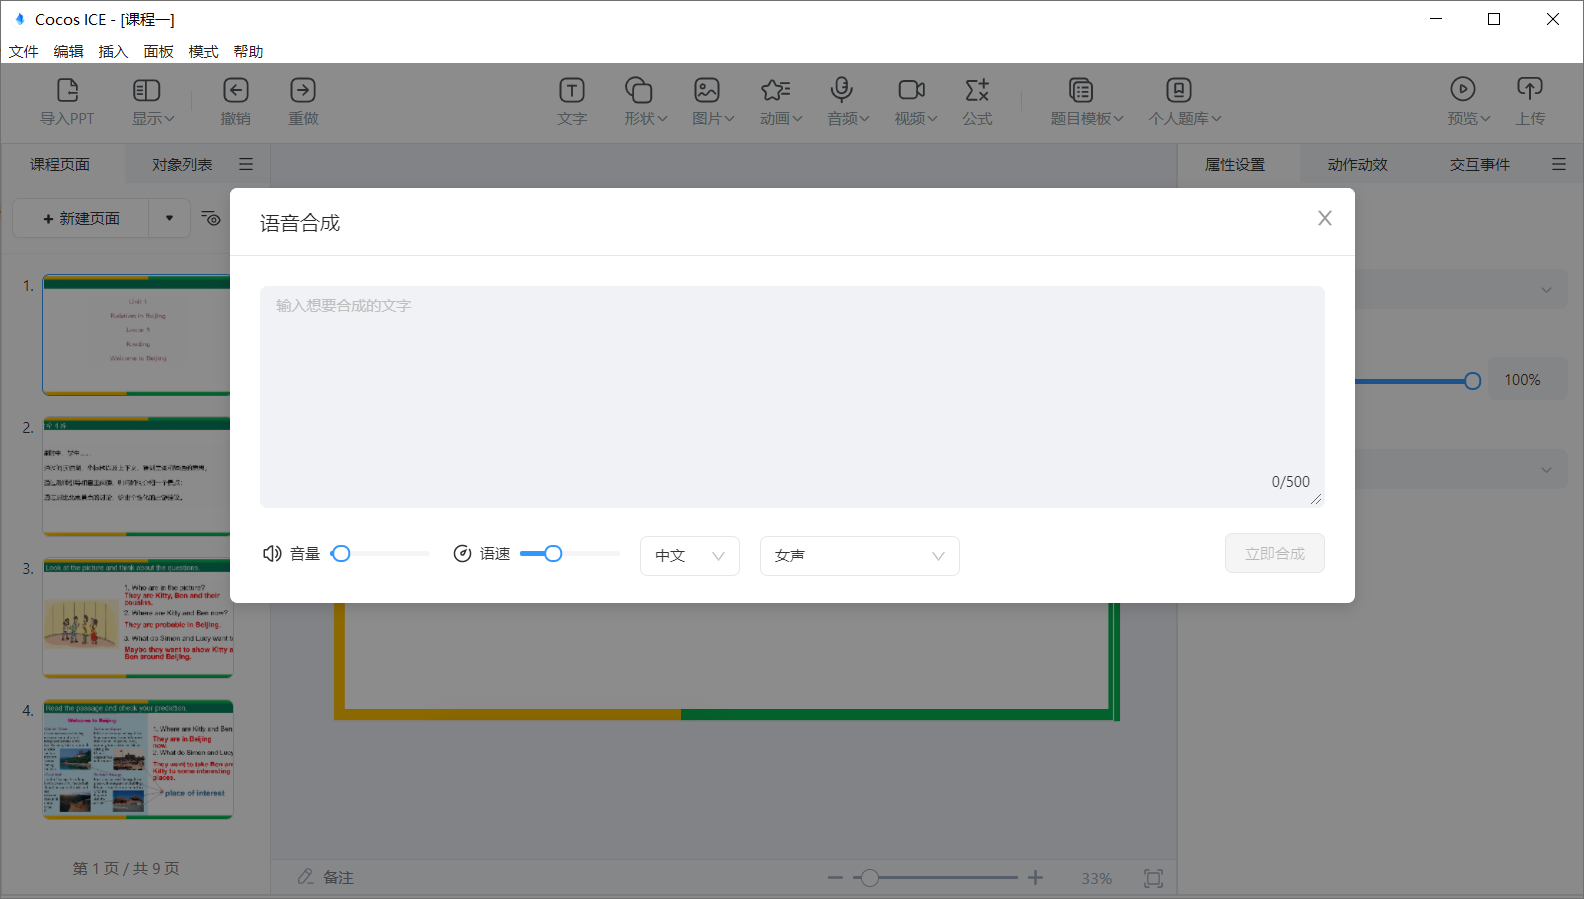 Cocos ICE - [课程一]
文件 编辑 插入 面板 模式 帮助
导入PPT 显示 撤销 重做 文字 形状 图片 动画 音频 视频 公式 题目模板 个人题库 预览 上传
课程页面 对象列表 属性设置 动作动效 交互事件
新建页面
语音合成
输入想要合成的文字
0/500
音量 语速 中文 女声 立即合成
100%
1.
Unit 3
Relatives in Beijing
Lesson 9
Reading
Welcome to Beijing
2.
3.
Look at the picture and think about the questions.
1. Who are in the picture?
They are Kitty, Ben and their
cousins.
2. Where are Kitty and Ben now?
They are probable in Beijing.
3. What do Simon and Lucy want t
Maybe they want to show Kitty a
Ben around Beijing.
4.
Read the passage and check your prediction.
Welcome to Beijing
1. Where are Kitty and Ben
They are in Beijing
now.
2. What do Simon and Lucy
They want to take Ben an
Kitty to some interesting
places.
place of interest
第 1 页 / 共 9 页
备注
33%